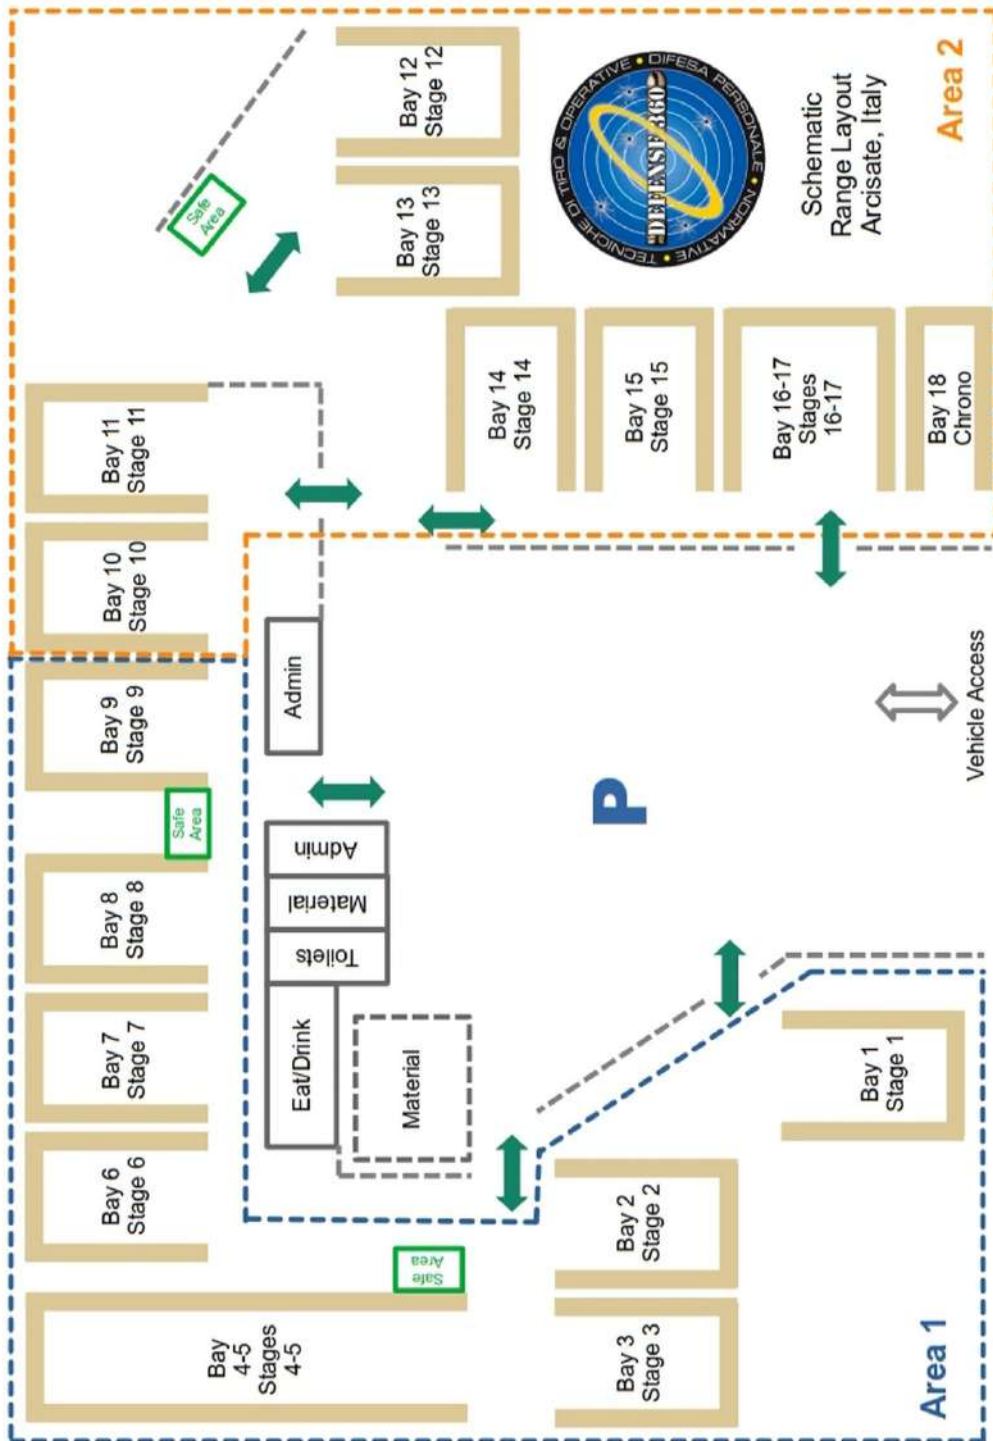 Bay 12
Stage 12
Bay 13
Stage 13
Safe
Area
TECNICHE DI TIRO & OPERATIVE • DIFESA PERSONALE • NORMATIVE •
DEFENSE 360°
Schematic
Range Layout
Arcisate, Italy
Area 2
Bay 11
Stage 11
Bay 10
Stage 10
Bay 14
Stage 14
Bay 15
Stage 15
Bay 16-17
Stages
16-17
Bay 18
Chrono
Bay 9
Stage 9
Safe
Area
Bay 8
Stage 8
Bay 7
Stage 7
Bay 6
Stage 6
Bay
4-5
Stages
4-5
Admin
Admin
Material
Toilets
Eat/Drink
Material
P
Vehicle Access
Safe
Area
Bay 1
Stage 1
Bay 2
Stage 2
Bay 3
Stage 3
Area 1